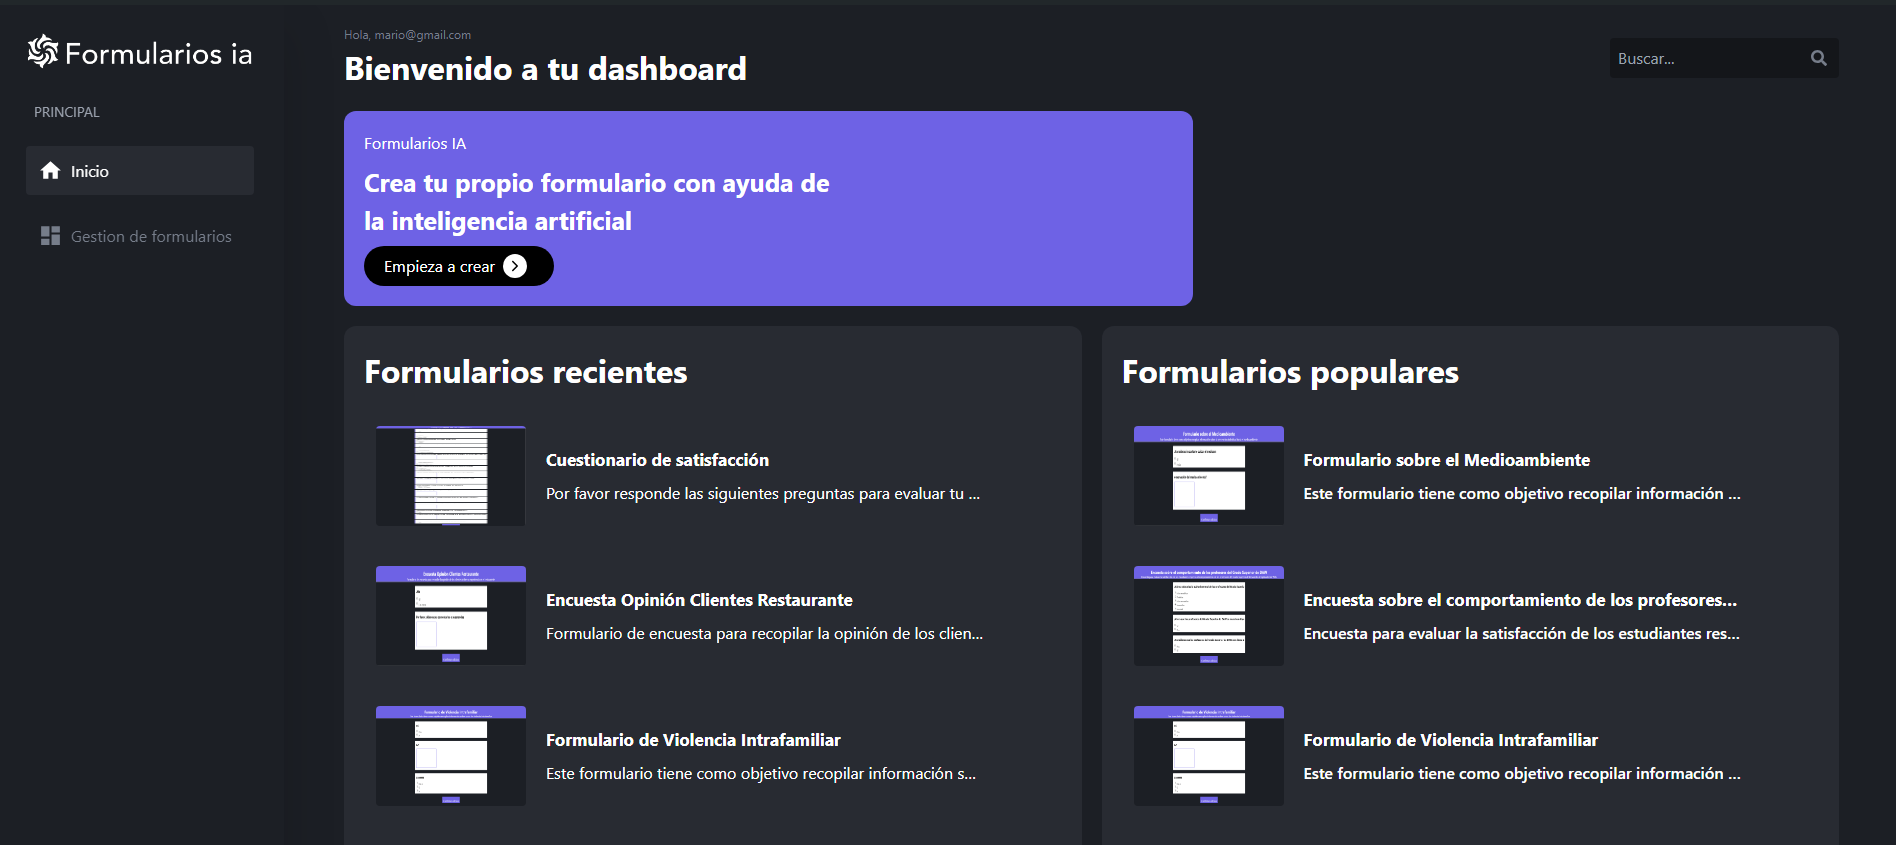 Formularios ia
PRINCIPAL
Inicio
Gestion de formularios
Hola, mario@gmail.com
Bienvenido a tu dashboard
Buscar...
Formularios IA
Crea tu propio formulario con ayuda de
la inteligencia artificial
Empieza a crear
Formularios recientes
Cuestionario de satisfacción
Por favor responde las siguientes preguntas para evaluar tu ...
Encuesta Opinión Clientes Restaurante
Formulario de encuesta para recopilar la opinión de los clien...
Formulario de Violencia Intrafamiliar
Este formulario tiene como objetivo recopilar información s...
Formularios populares
Formulario sobre el Medioambiente
Este formulario tiene como objetivo recopilar información ...
Encuesta sobre el comportamiento de los profesores...
Encuesta para evaluar la satisfacción de los estudiantes res...
Formulario de Violencia Intrafamiliar
Este formulario tiene como objetivo recopilar información ...